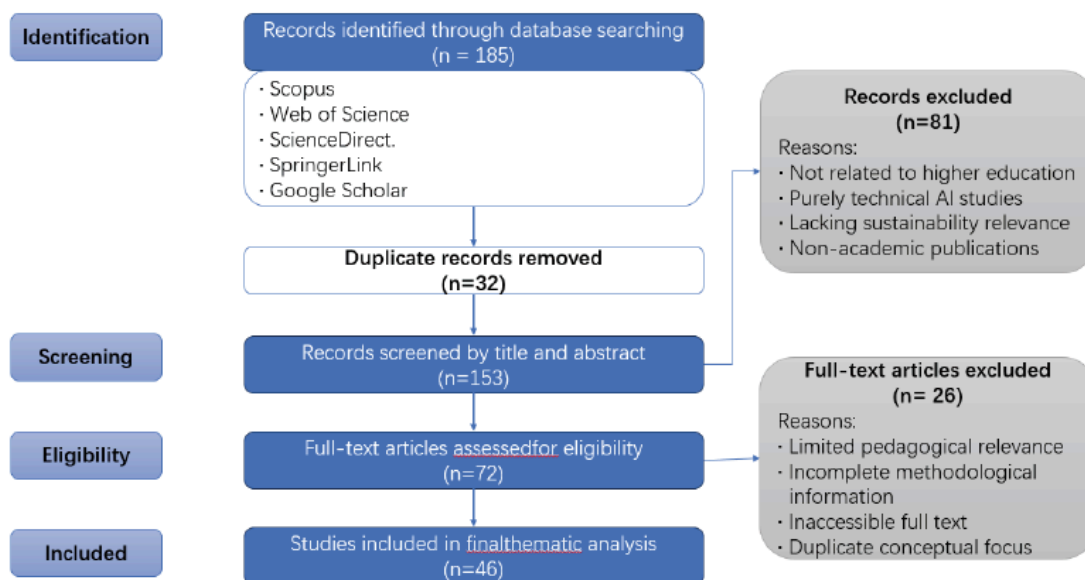 Identification
Records identified through database searching
(n = 185)
· Scopus
· Web of Science
· ScienceDirect.
· SpringerLink
· Google Scholar
Records excluded
(n=81)
Reasons:
· Not related to higher education
· Purely technical AI studies
· Lacking sustainability relevance
· Non-academic publications
Duplicate records removed
(n=32)
Screening
Records screened by title and abstract
(n=153)
Full-text articles excluded
(n= 26)
Reasons:
· Limited pedagogical relevance
· Incomplete methodological
information
· Inaccessible full text
· Duplicate conceptual focus
Eligibility
Full-text articles assessedfor eligibility
(n=72)
Included
Studies included in finalthematic analysis
(n=46)